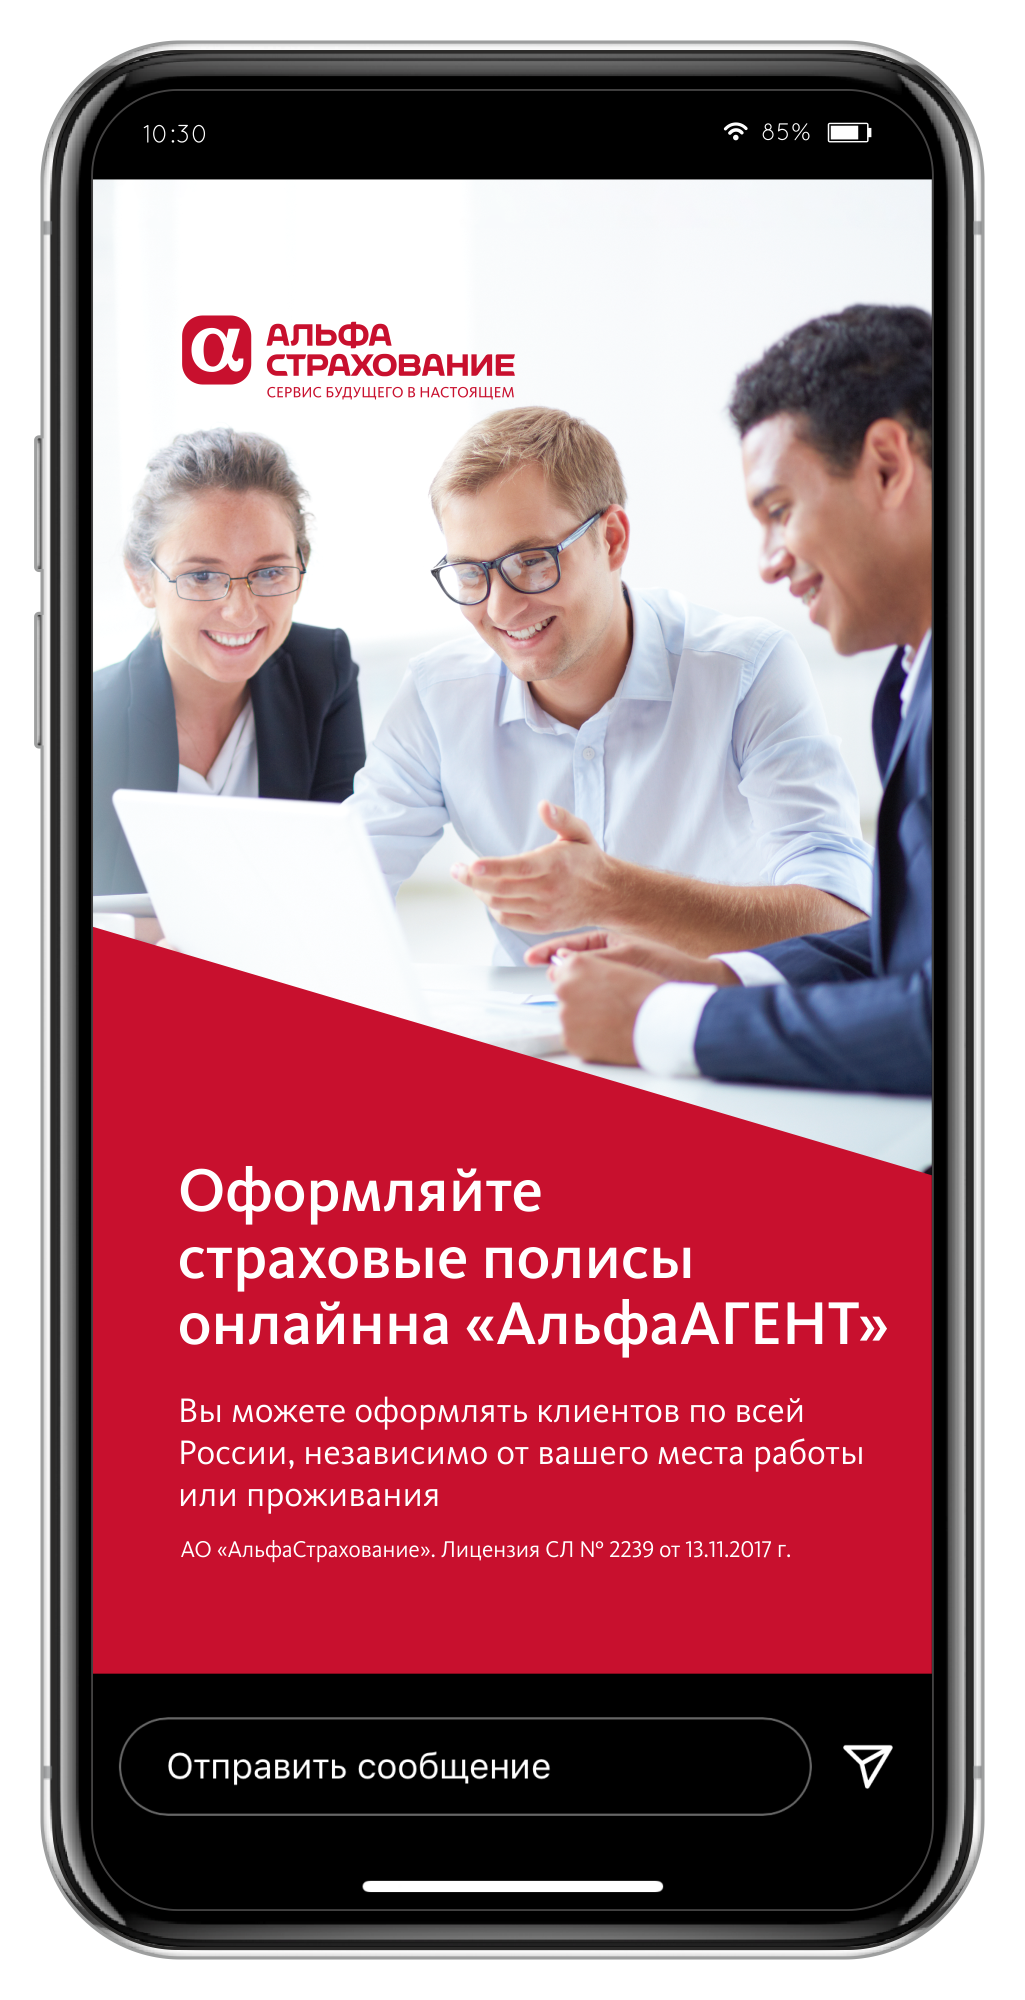 10:30
85%
α
АЛЬФА
СТРАХОВАНИЕ
СЕРВИС БУДУЩЕГО В НАСТОЯЩЕМ
Оформляйте
страховые полисы
онлайнна «АльфаАГЕНТ»
Вы можете оформлять клиентов по всей
России, независимо от вашего места работы
или проживания
АО «АльфаСтрахование». Лицензия СЛ № 2239 от 13.11.2017 г.
Отправить сообщение